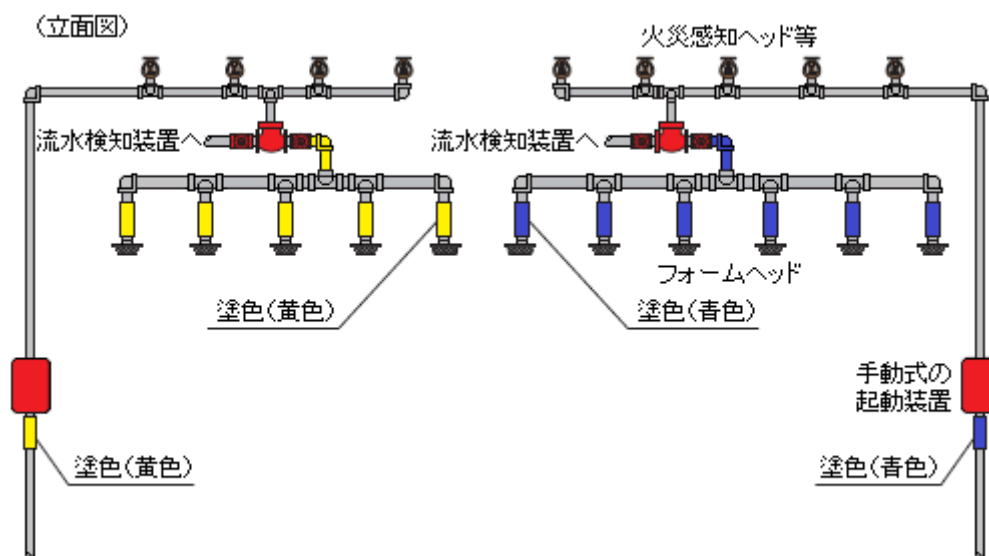 (立面図)
火災感知ヘッド等
流水検知装置へ
流水検知装置へ
フォームヘッド
塗色(黄色)
塗色(青色)
手動式の
起動装置
塗色(黄色)
塗色(青色)